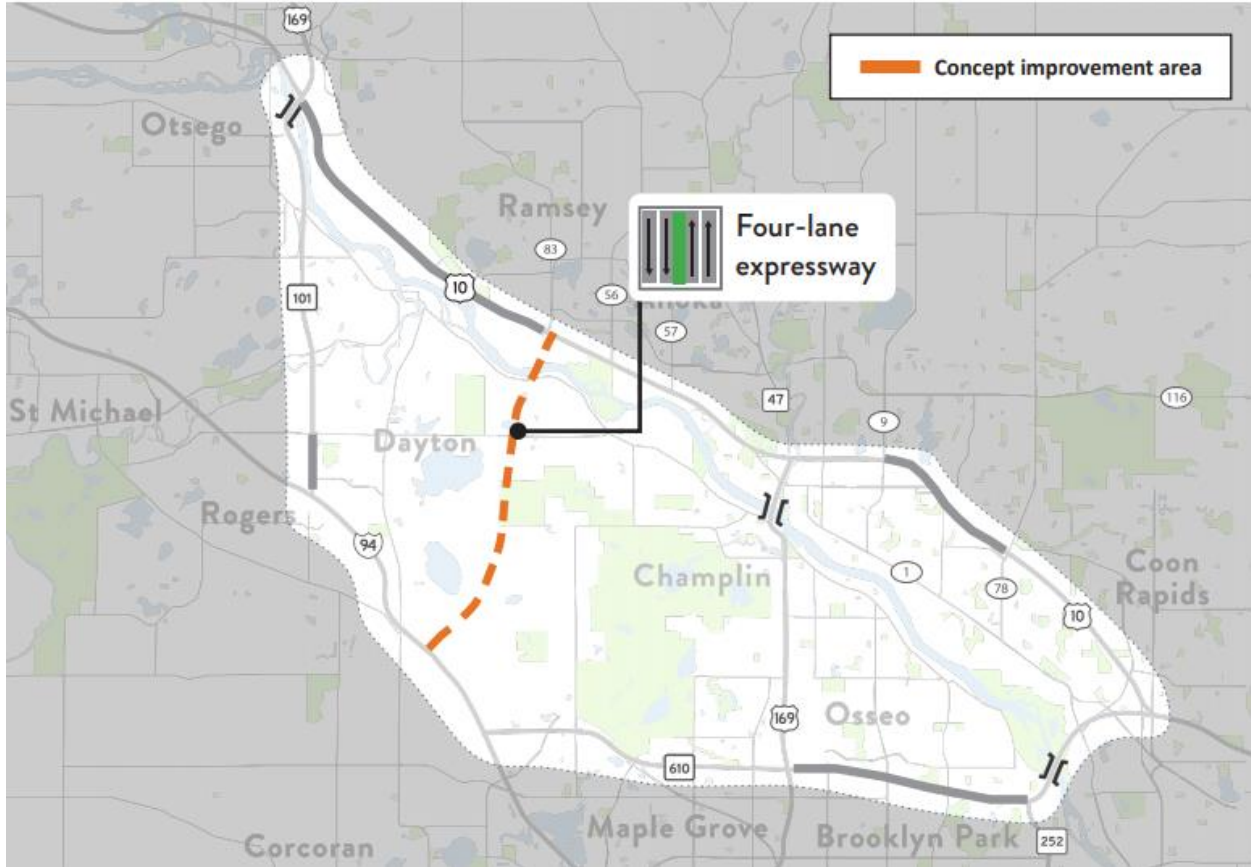 169
Concept improvement area
Otsego
Ramsey
83
Four-lane
expressway
10
101
56
57
St Michael
47
9
116
Dayton
Rogers
94
Champlin
1
78
Coon
Rapids
10
169
Osseo
610
Maple Grove
Brooklyn Park
252
Corcoran